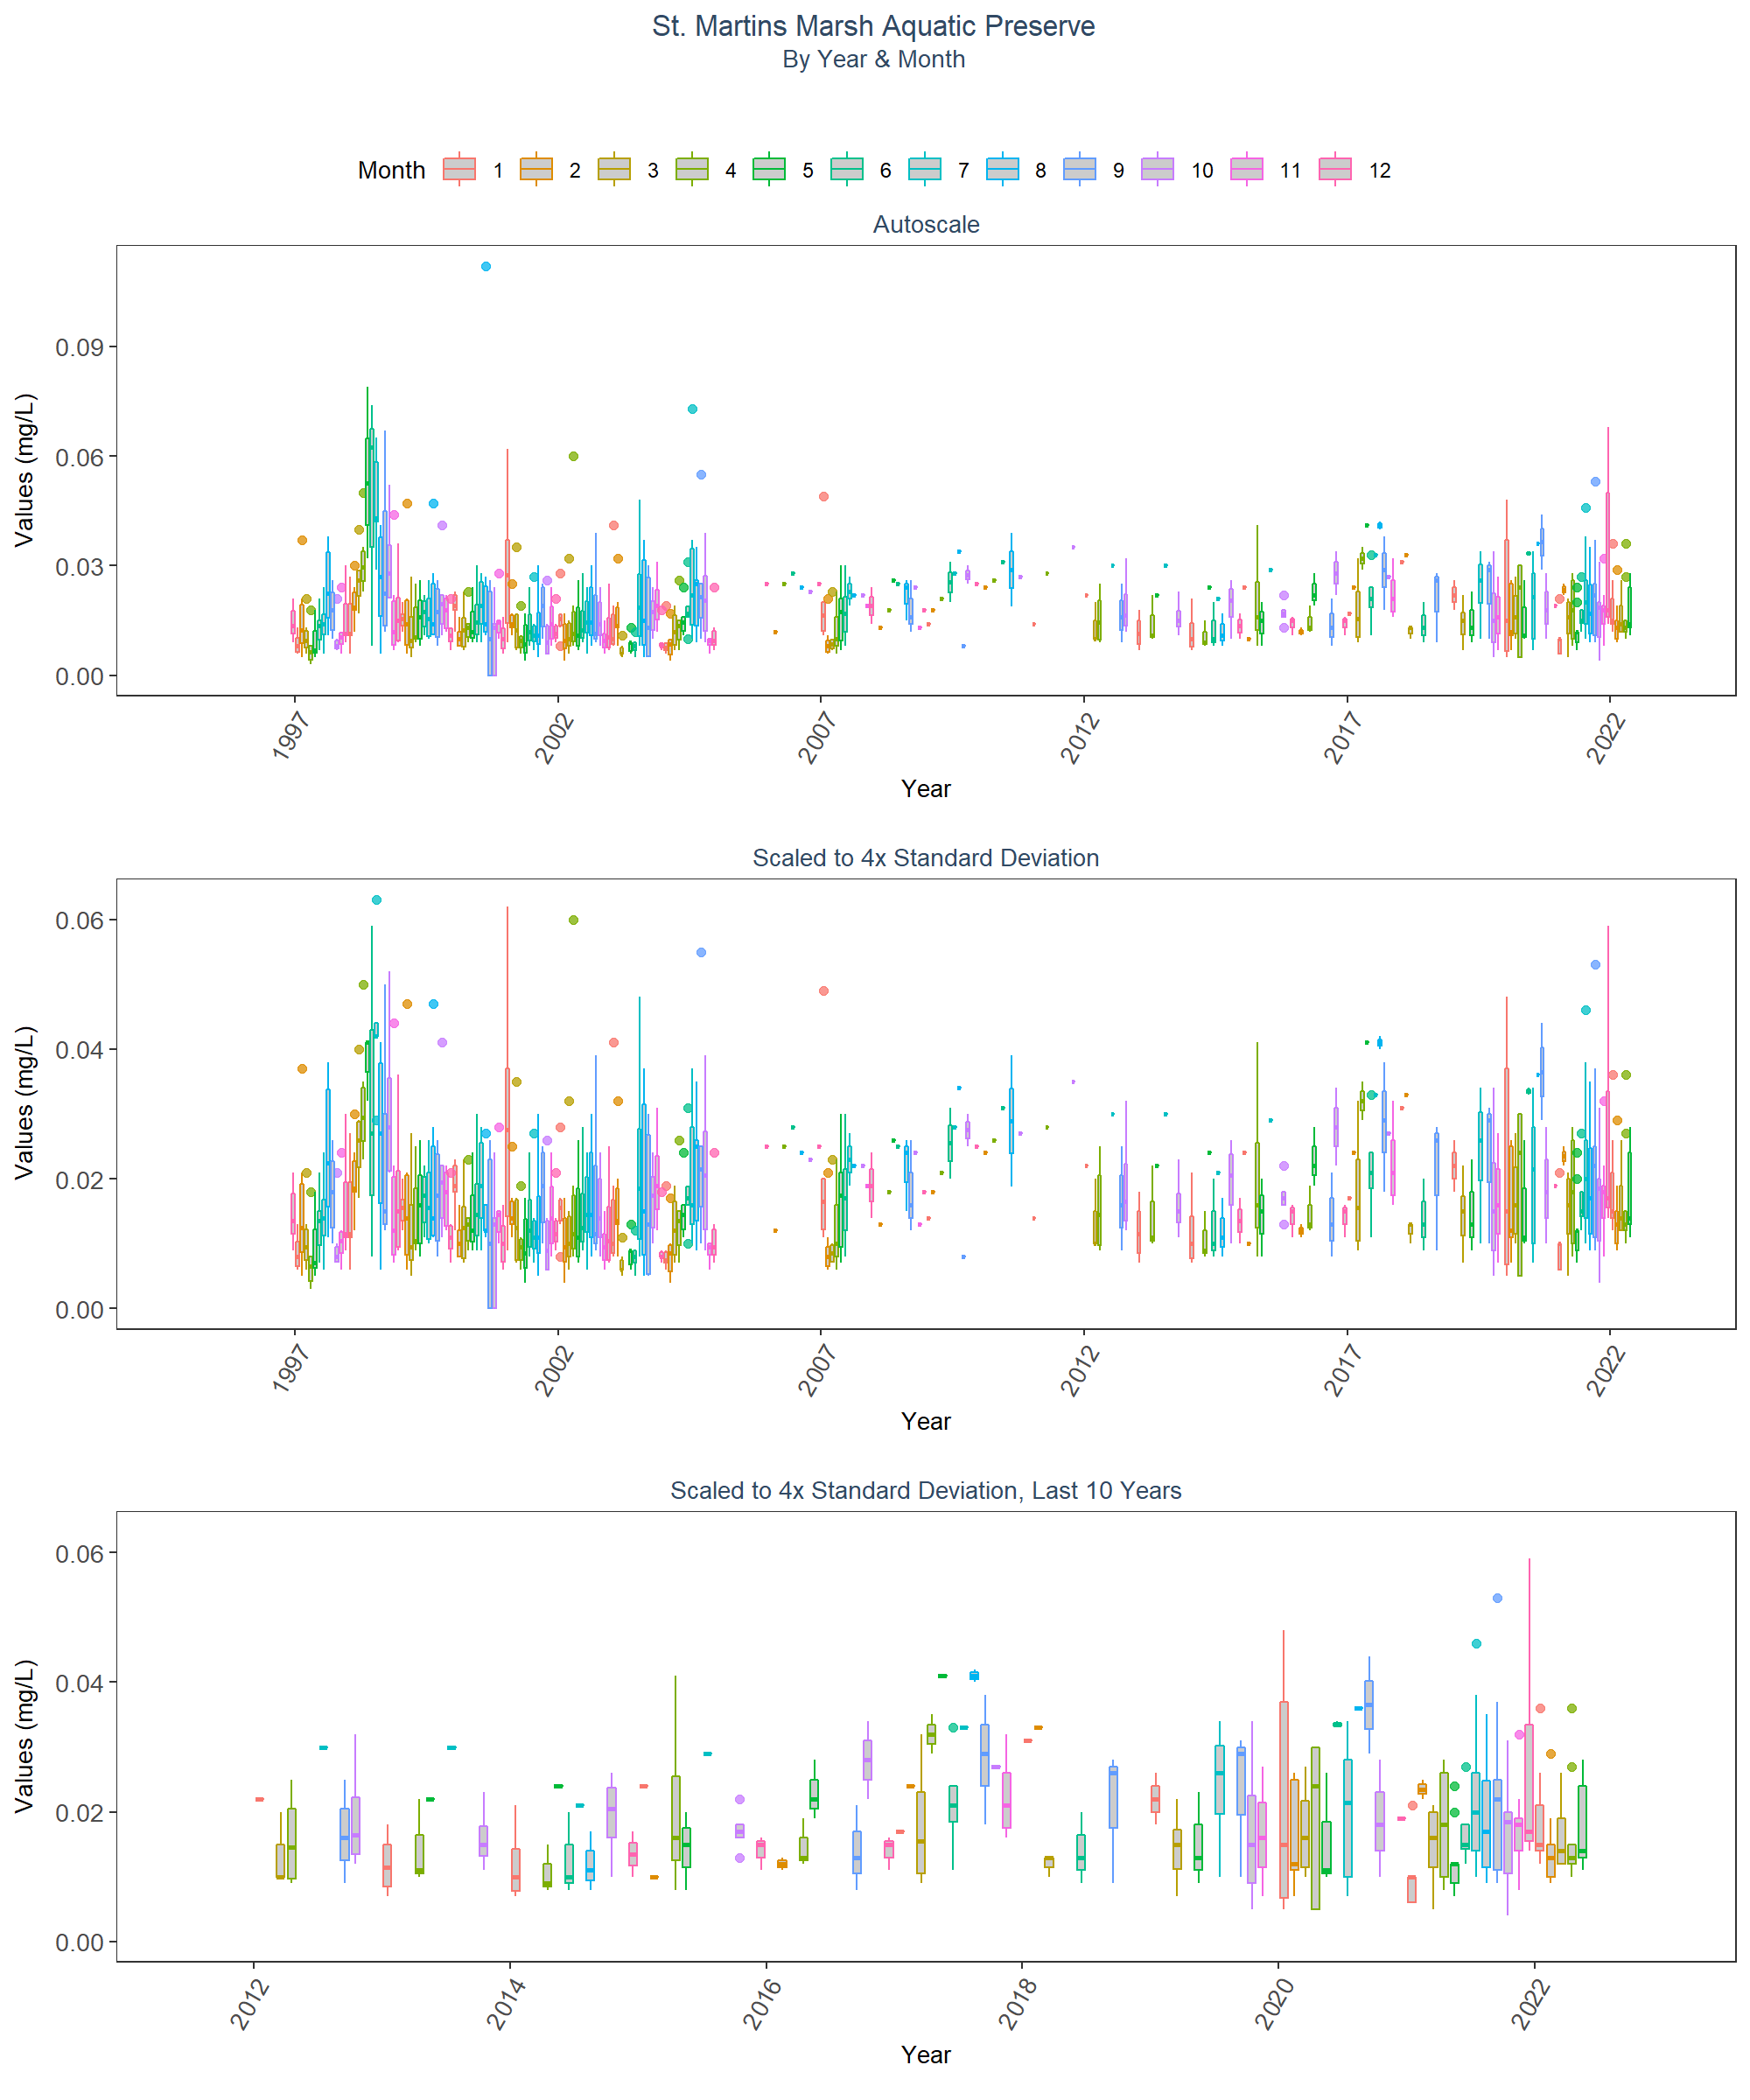 St. Martins Marsh Aquatic Preserve
By Year & Month
Month 1 2 3 4 5 6 7 8 9 10 11 12
Autoscale
Values (mg/L)
0.09
0.06
0.03
0.00
1997 2002 2007 2012 2017 2022
Year
Scaled to 4x Standard Deviation
Values (mg/L)
0.06
0.04
0.02
0.00
1997 2002 2007 2012 2017 2022
Year
Scaled to 4x Standard Deviation, Last 10 Years
Values (mg/L)
0.06
0.04
0.02
0.00
2012 2014 2016 2018 2020 2022
Year